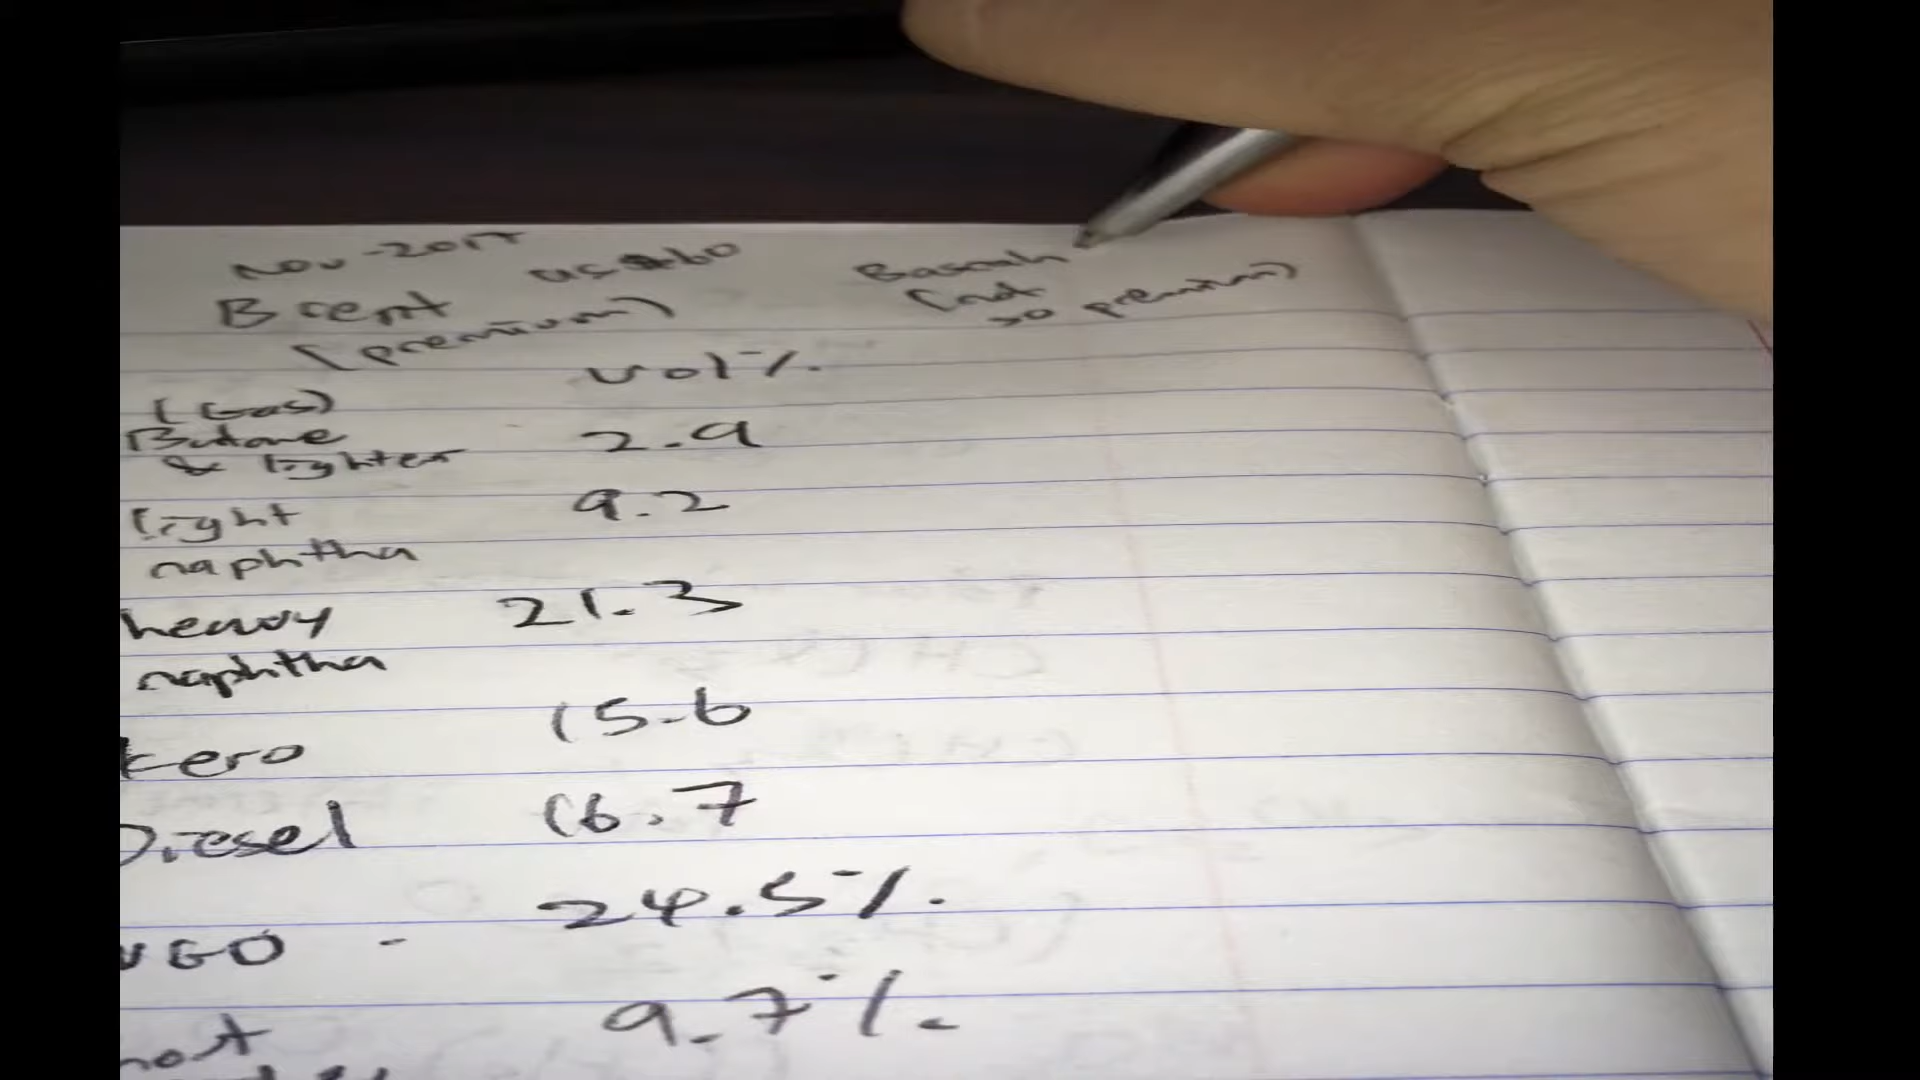 Nov-2017
Brent US$60
(premium)
Basrah
(not
so premium)
vol%
(Gas)
Butane
& lighter 2.9
light 9.2
naphtha
heavy 21.3
naphtha
kero 15.6
Diesel 16.7
VGO - 24.5%
9.7%